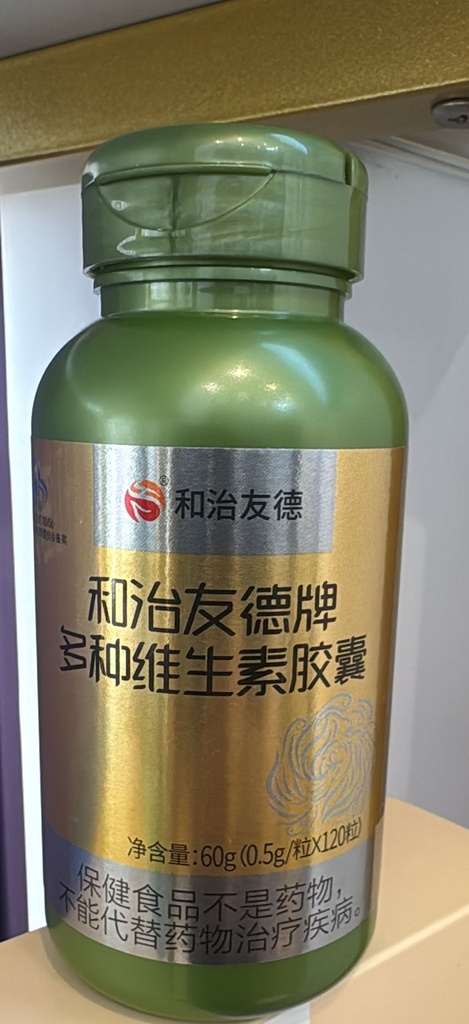 ® 和治友德
和治友德牌
多种维生素胶囊
净含量:60g(0.5g/粒X120粒)
保健食品不是药物，
不能代替药物治疗疾病。